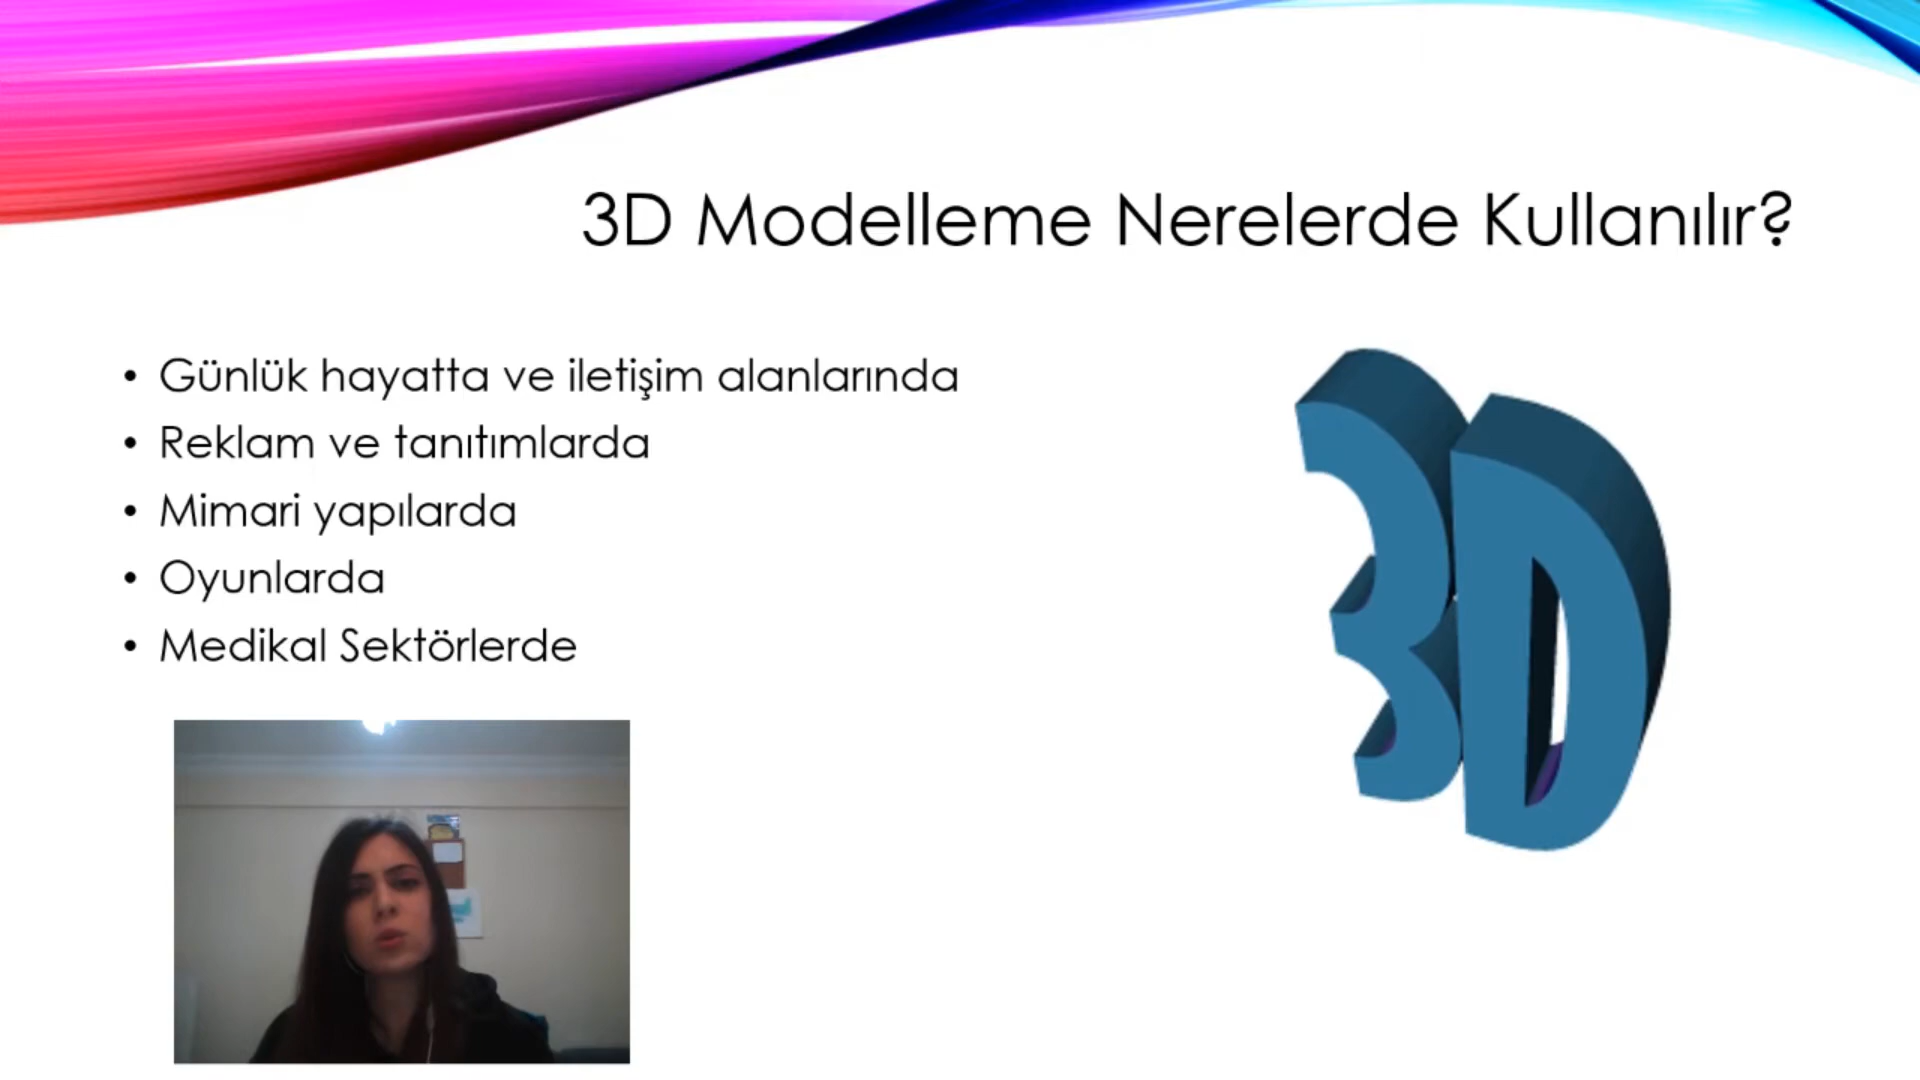 3D Modelleme Nerelerde Kullanılır?
• Günlük hayatta ve iletişim alanlarında
• Reklam ve tanıtımlarda
• Mimari yapılarda
• Oyunlarda
• Medikal Sektörlerde
3D